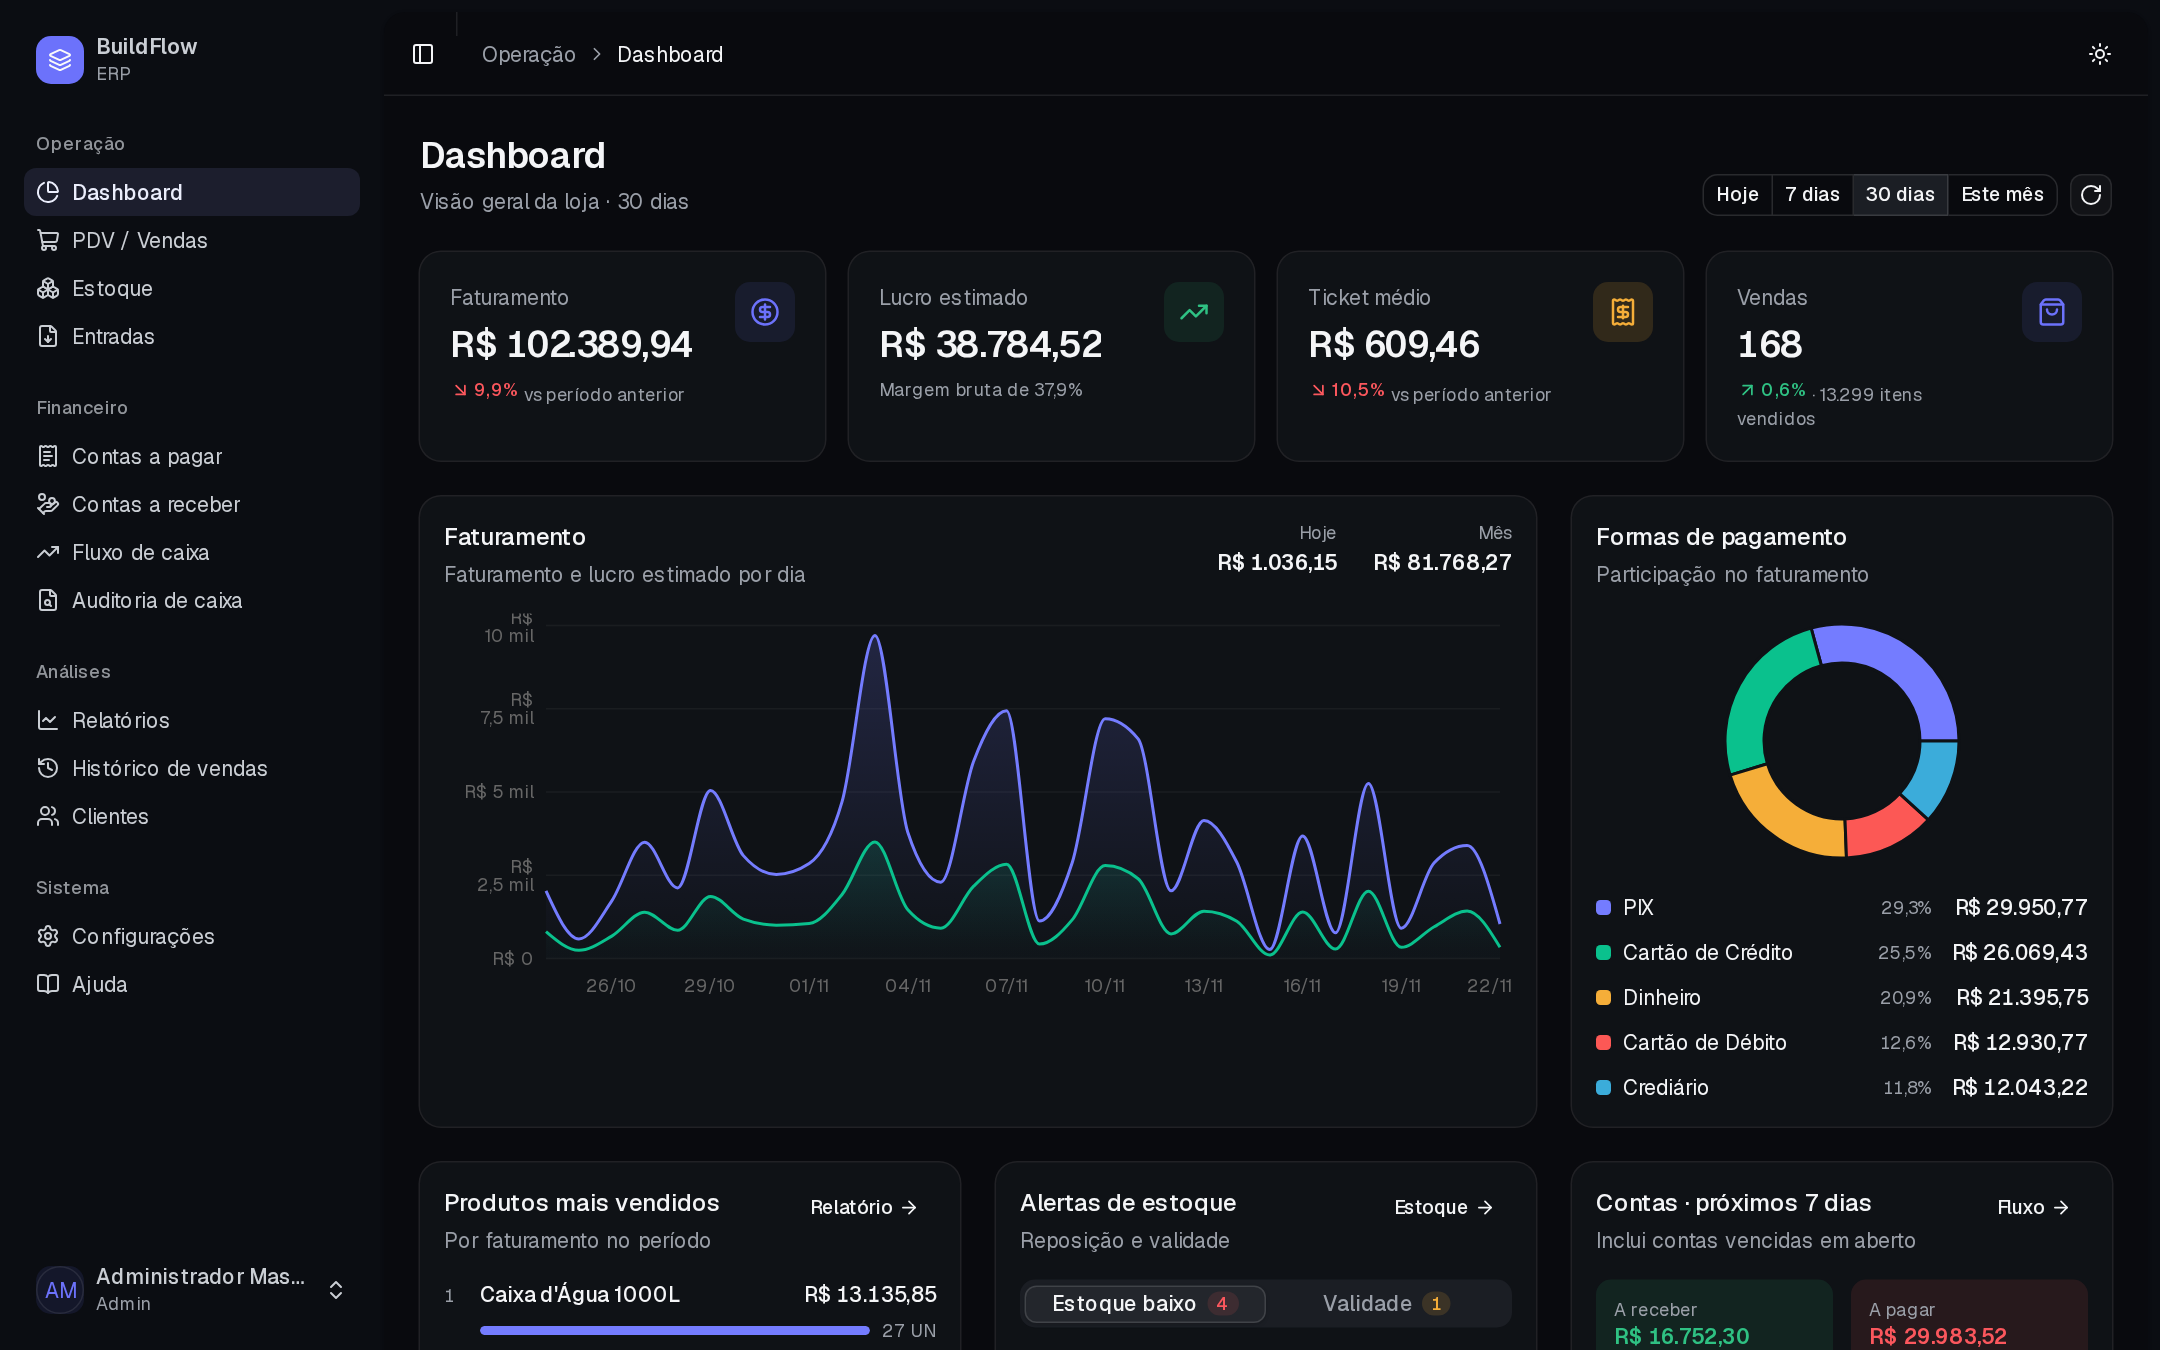 BuildFlow
ERP
Operação
Dashboard
PDV / Vendas
Estoque
Entradas
Financeiro
Contas a pagar
Contas a receber
Fluxo de caixa
Auditoria de caixa
Análises
Relatórios
Histórico de vendas
Clientes
Sistema
Configurações
Ajuda
AM
Administrador Mas...
Admin
Operação > Dashboard
Dashboard
Visão geral da loja · 30 dias
Hoje 7 dias 30 dias Este mês
Faturamento
R$ 102.389,94
9,9% vs período anterior
Lucro estimado
R$ 38.784,52
Margem bruta de 37,9%
Ticket médio
R$ 609,46
10,5% vs período anterior
Vendas
168
0,6% · 13.299 itens
vendidos
Faturamento
Faturamento e lucro estimado por dia
Hoje
R$ 1.036,15
Mês
R$ 81.768,27
R$
10 mil
R$
7,5 mil
R$ 5 mil
R$
2,5 mil
R$ 0
26/10 29/10 01/11 04/11 07/11 10/11 13/11 16/11 19/11 22/11
Formas de pagamento
Participação no faturamento
PIX 29,3% R$ 29.950,77
Cartão de Crédito 25,5% R$ 26.069,43
Dinheiro 20,9% R$ 21.395,75
Cartão de Débito 12,6% R$ 12.930,77
Crediário 11,8% R$ 12.043,22
Produtos mais vendidos
Relatório →
Por faturamento no período
1 Caixa d'Água 1000L R$ 13.135,85
27 UN
Alertas de estoque
Estoque →
Reposição e validade
Estoque baixo 4 Validade 1
Contas · próximos 7 dias
Fluxo →
Inclui contas vencidas em aberto
A receber
R$ 16.752,30
A pagar
R$ 29.983,52